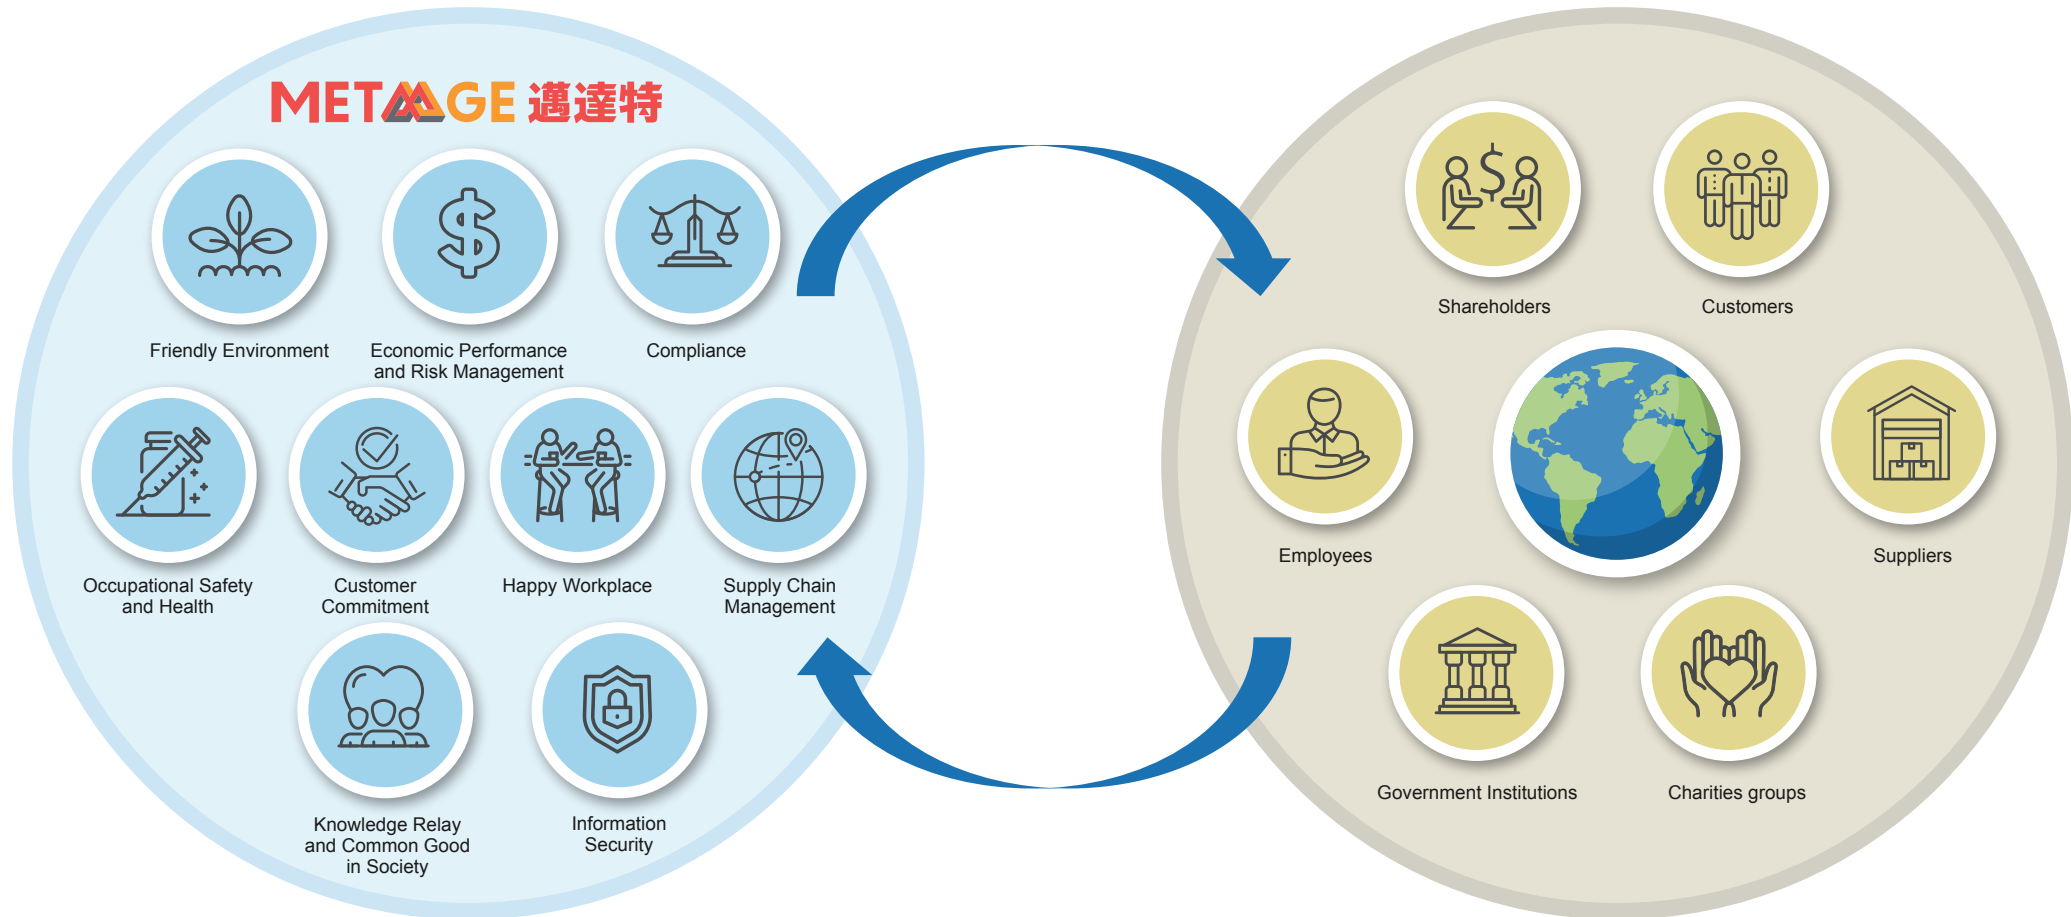 METAAGE 邁達特
Friendly Environment
Economic Performance
and Risk Management
Compliance
Occupational Safety
and Health
Customer
Commitment
Happy Workplace
Supply Chain
Management
Knowledge Relay
and Common Good
in Society
Information
Security
Shareholders
Customers
Employees
Suppliers
Government Institutions
Charities groups